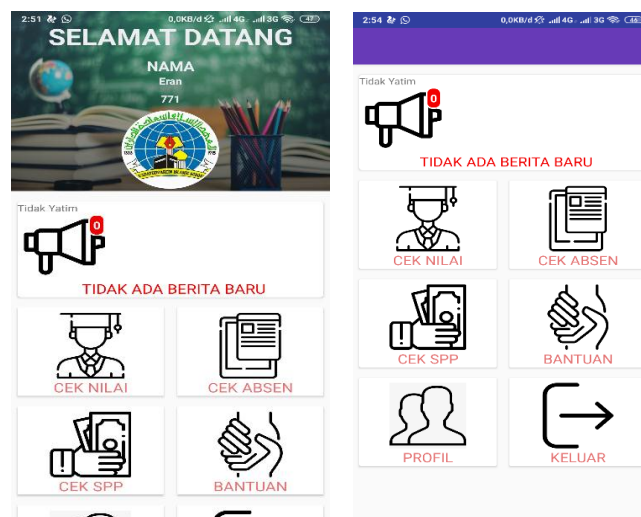 2:51 0,0KB/d 4G 3G 42
SELAMAT DATANG
NAMA
Eran
771
Tidak Yatim
0
TIDAK ADA BERITA BARU
CEK NILAI
CEK ABSEN
CEK SPP
BANTUAN
2:54 0,0KB/d 4G 3G
Tidak Yatim
0
TIDAK ADA BERITA BARU
CEK NILAI
CEK ABSEN
CEK SPP
BANTUAN
PROFIL
KELUAR